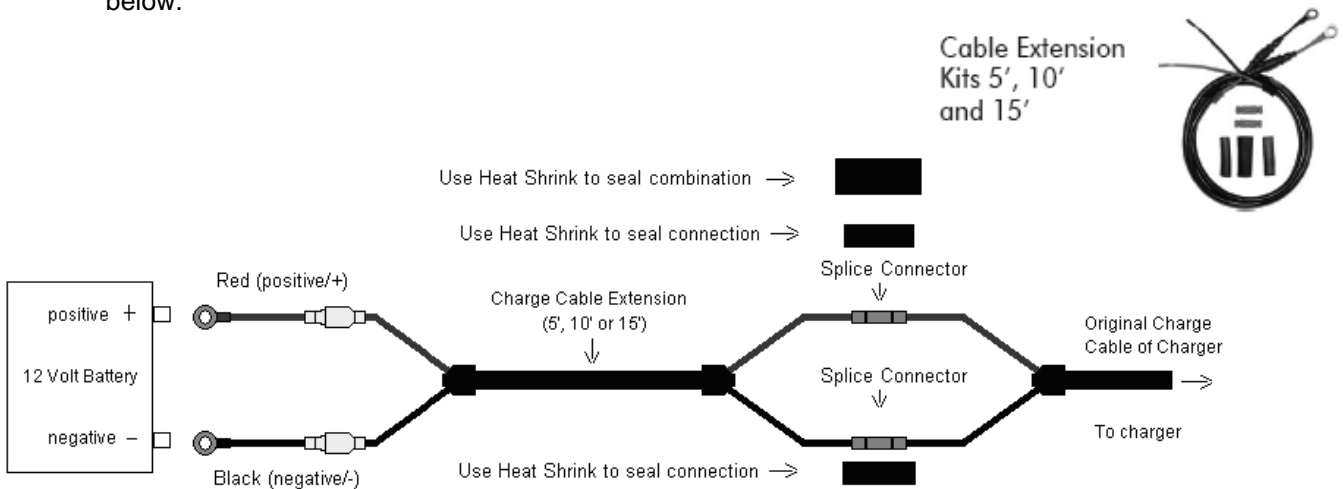 below.
Cable Extension
Kits 5’, 10’
and 15’
Use Heat Shrink to seal combination →
Use Heat Shrink to seal connection →
Splice Connector
Red (positive/+)
Charge Cable Extension
(5', 10' or 15')
positive +
Original Charge
Cable of Charger
12 Volt Battery
Splice Connector
negative −
To charger
Black (negative/-)
Use Heat Shrink to seal connection →